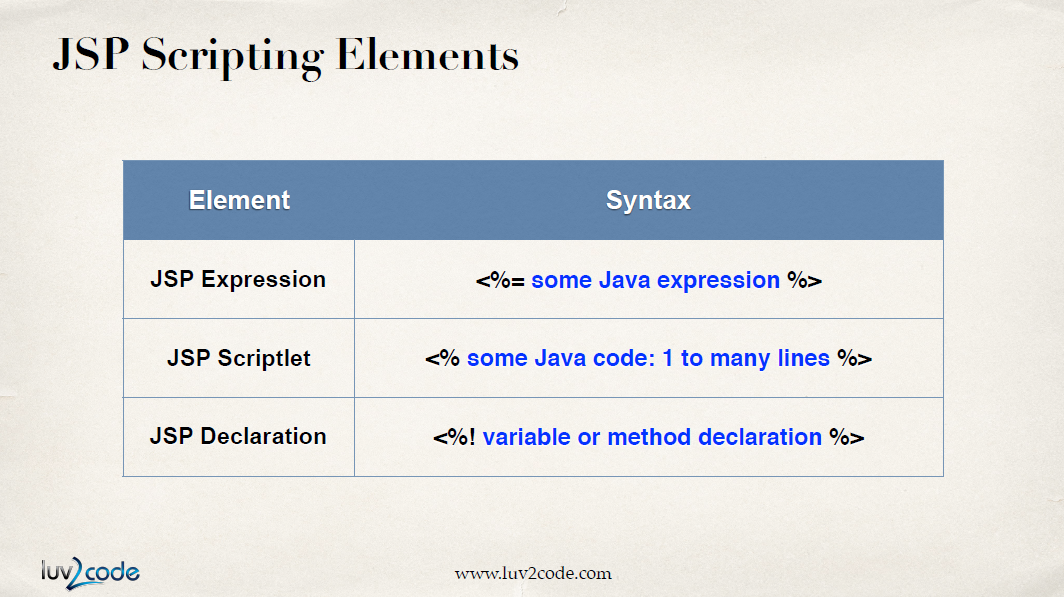 JSP Scripting Elements
Element Syntax
JSP Expression <%= some Java expression %>
JSP Scriptlet <% some Java code: 1 to many lines %>
JSP Declaration <%! variable or method declaration %>
luv2code
www.luv2code.com